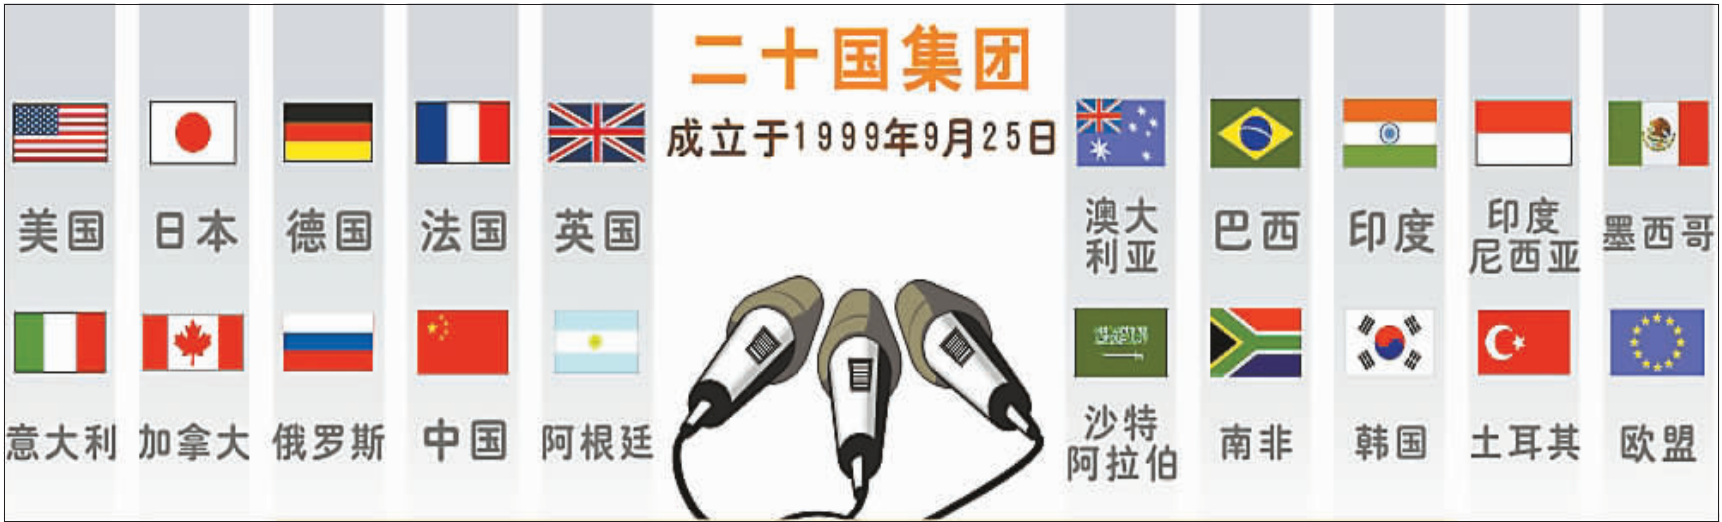 二十国集团
成立于1999年9月25日
美国
日本
德国
法国
英国
澳大
利亚
巴西
印度
印度
尼西亚
墨西哥
意大利
加拿大
俄罗斯
中国
阿根廷
沙特
阿拉伯
南非
韩国
土耳其
欧盟